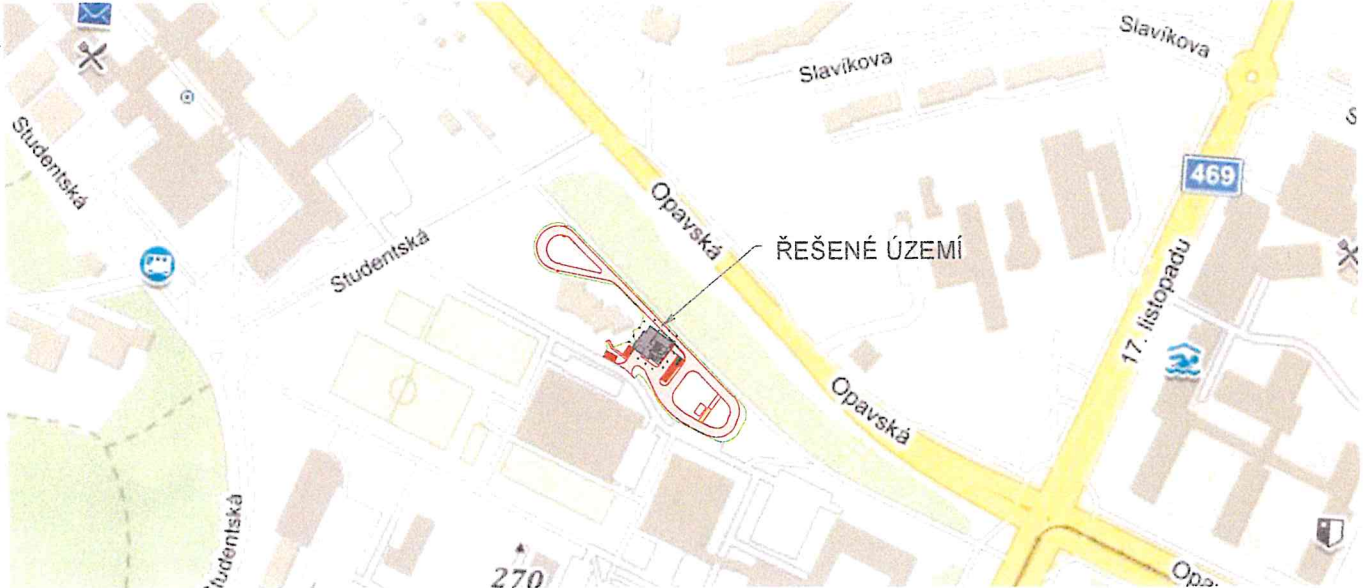 Slavíkova
Slavíkova
Studentská
469
Opavská
ŘEŠENÉ ÚZEMÍ
Studentská
17. listopadu
Opavská
Studentská
270